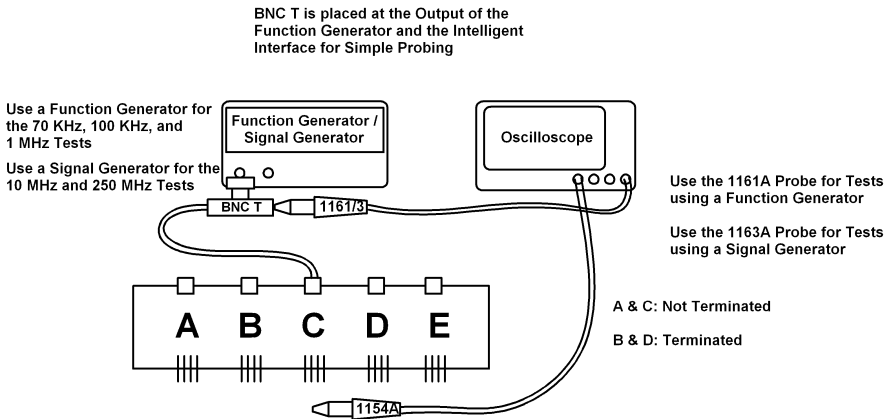 BNC T is placed at the Output of the
Function Generator and the Intelligent
Interface for Simple Probing
Use a Function Generator for
the 70 KHz, 100 KHz, and
1 MHz Tests
Use a Signal Generator for the
10 MHz and 250 MHz Tests
Function Generator /
Signal Generator
Oscilloscope
BNC T
1161/3
Use the 1161A Probe for Tests
using a Function Generator
Use the 1163A Probe for Tests
using a Signal Generator
A B C D E
A & C: Not Terminated
B & D: Terminated
1154A